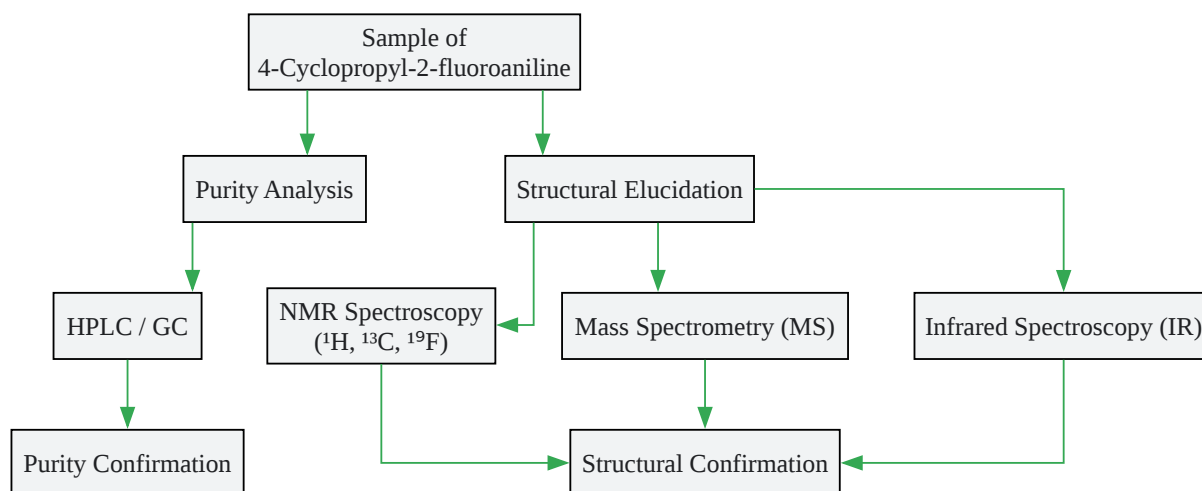 Sample of
4-Cyclopropyl-2-fluoroaniline
Purity Analysis
Structural Elucidation
HPLC / GC
NMR Spectroscopy
(¹H, ¹³C, ¹⁹F)
Mass Spectrometry (MS)
Infrared Spectroscopy (IR)
Purity Confirmation
Structural Confirmation